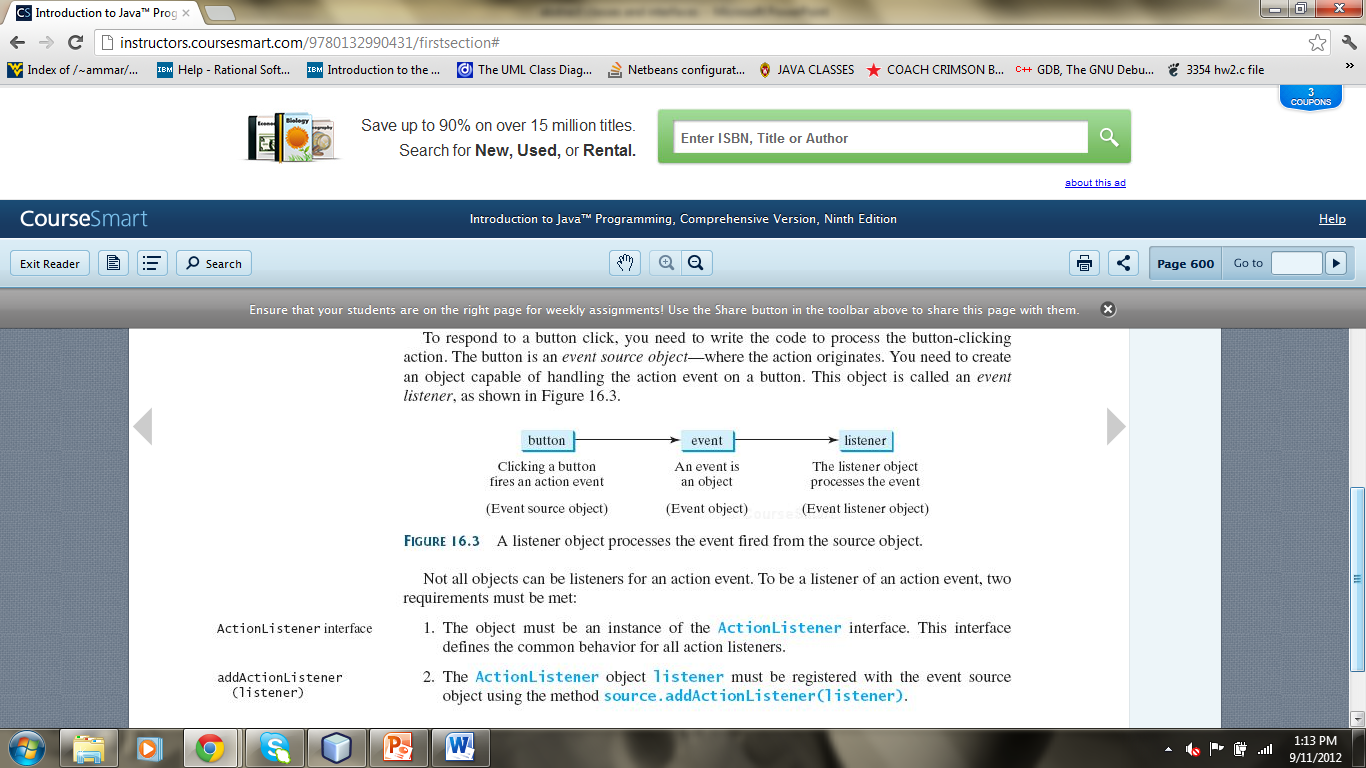 Introduction to Java™ Prog
instructors.coursesmart.com/9780132990431/firstsection#
Index of /~ammar/... IBM Help - Rational Soft... IBM Introduction to the ... The UML Class Diag... Netbeans configurat... JAVA CLASSES COACH CRIMSON B... C++ GDB, The GNU Debu... 3354 hw2.c file »
3
COUPONS
Biology
Save up to 90% on over 15 million titles.
Search for New, Used, or Rental.
Enter ISBN, Title or Author
about this ad
CourseSmart
Introduction to Java™ Programming, Comprehensive Version, Ninth Edition
Help
Exit Reader
Search
Page 600
Go to
Ensure that your students are on the right page for weekly assignments! Use the Share button in the toolbar above to share this page with them.
To respond to a button click, you need to write the code to process the button-clicking
action. The button is an event source object—where the action originates. You need to create
an object capable of handling the action event on a button. This object is called an event
listener, as shown in Figure 16.3.
button
event
listener
Clicking a button
fires an action event
An event is
an object
The listener object
processes the event
(Event source object)
(Event object)
(Event listener object)
FIGURE 16.3 A listener object processes the event fired from the source object.
Not all objects can be listeners for an action event. To be a listener of an action event, two
requirements must be met:
ActionListener interface
1. The object must be an instance of the ActionListener interface. This interface
defines the common behavior for all action listeners.
addActionListener
(listener)
2. The ActionListener object listener must be registered with the event source
object using the method source.addActionListener(listener).
1:13 PM
9/11/2012